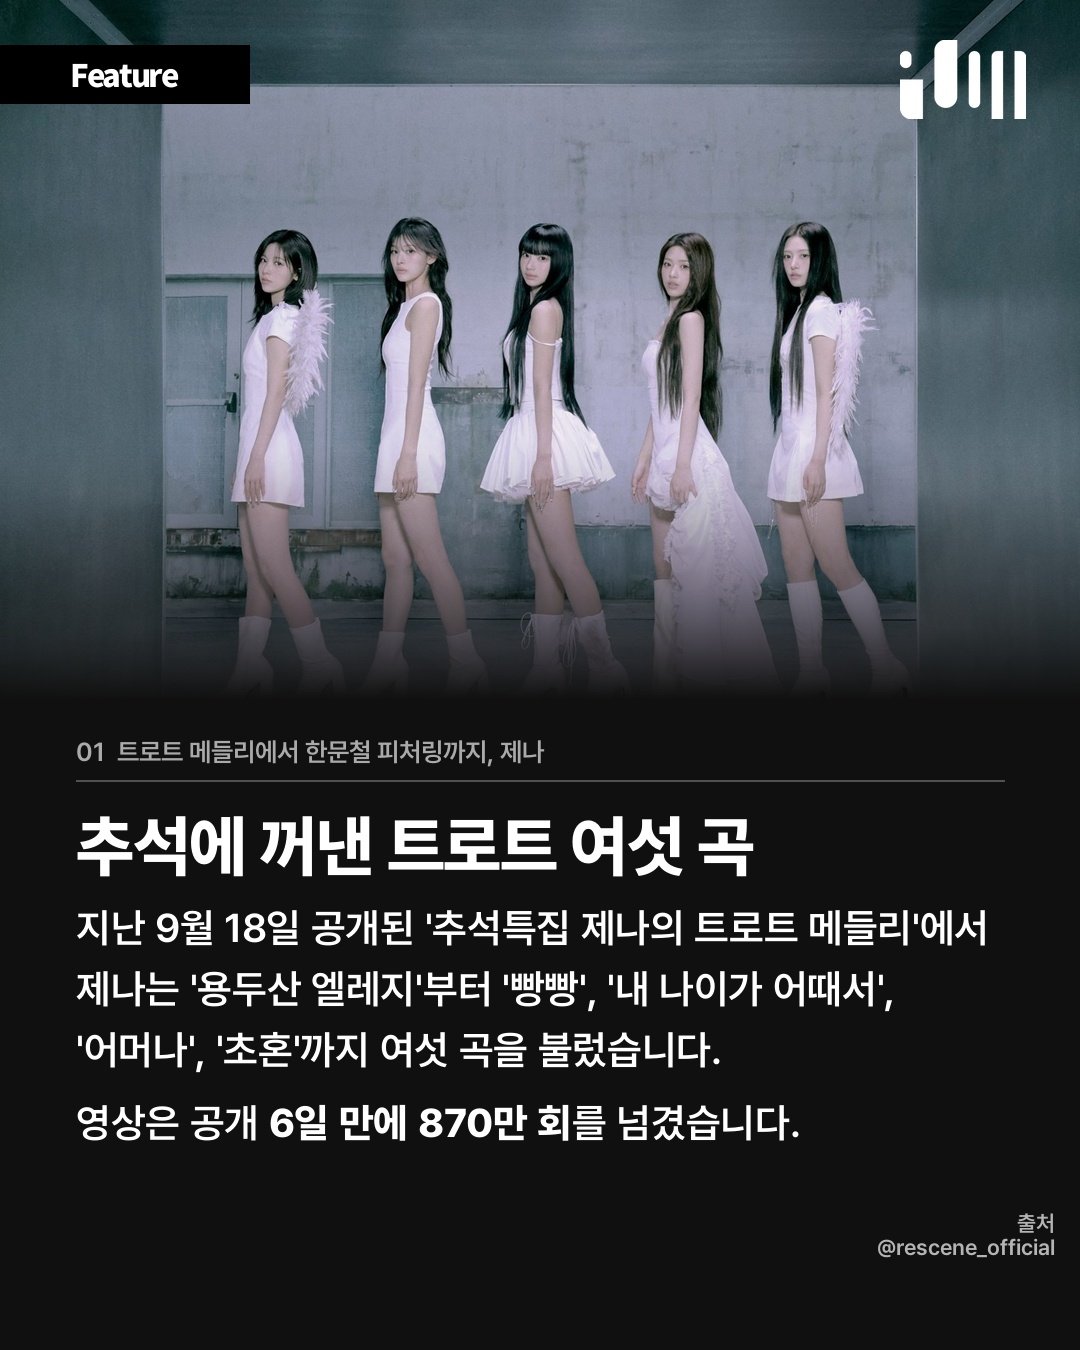 Feature
idm
01 트로트 메들리에서 한문철 피처링까지, 제나
추석에 꺼낸 트로트 여섯 곡
지난 9월 18일 공개된 '추석특집 제나의 트로트 메들리'에서
제나는 '용두산 엘레지'부터 '빵빵', '내 나이가 어때서',
'어머나', '초혼'까지 여섯 곡을 불렀습니다.
영상은 공개 6일 만에 870만 회를 넘겼습니다.
출처
@rescene_official